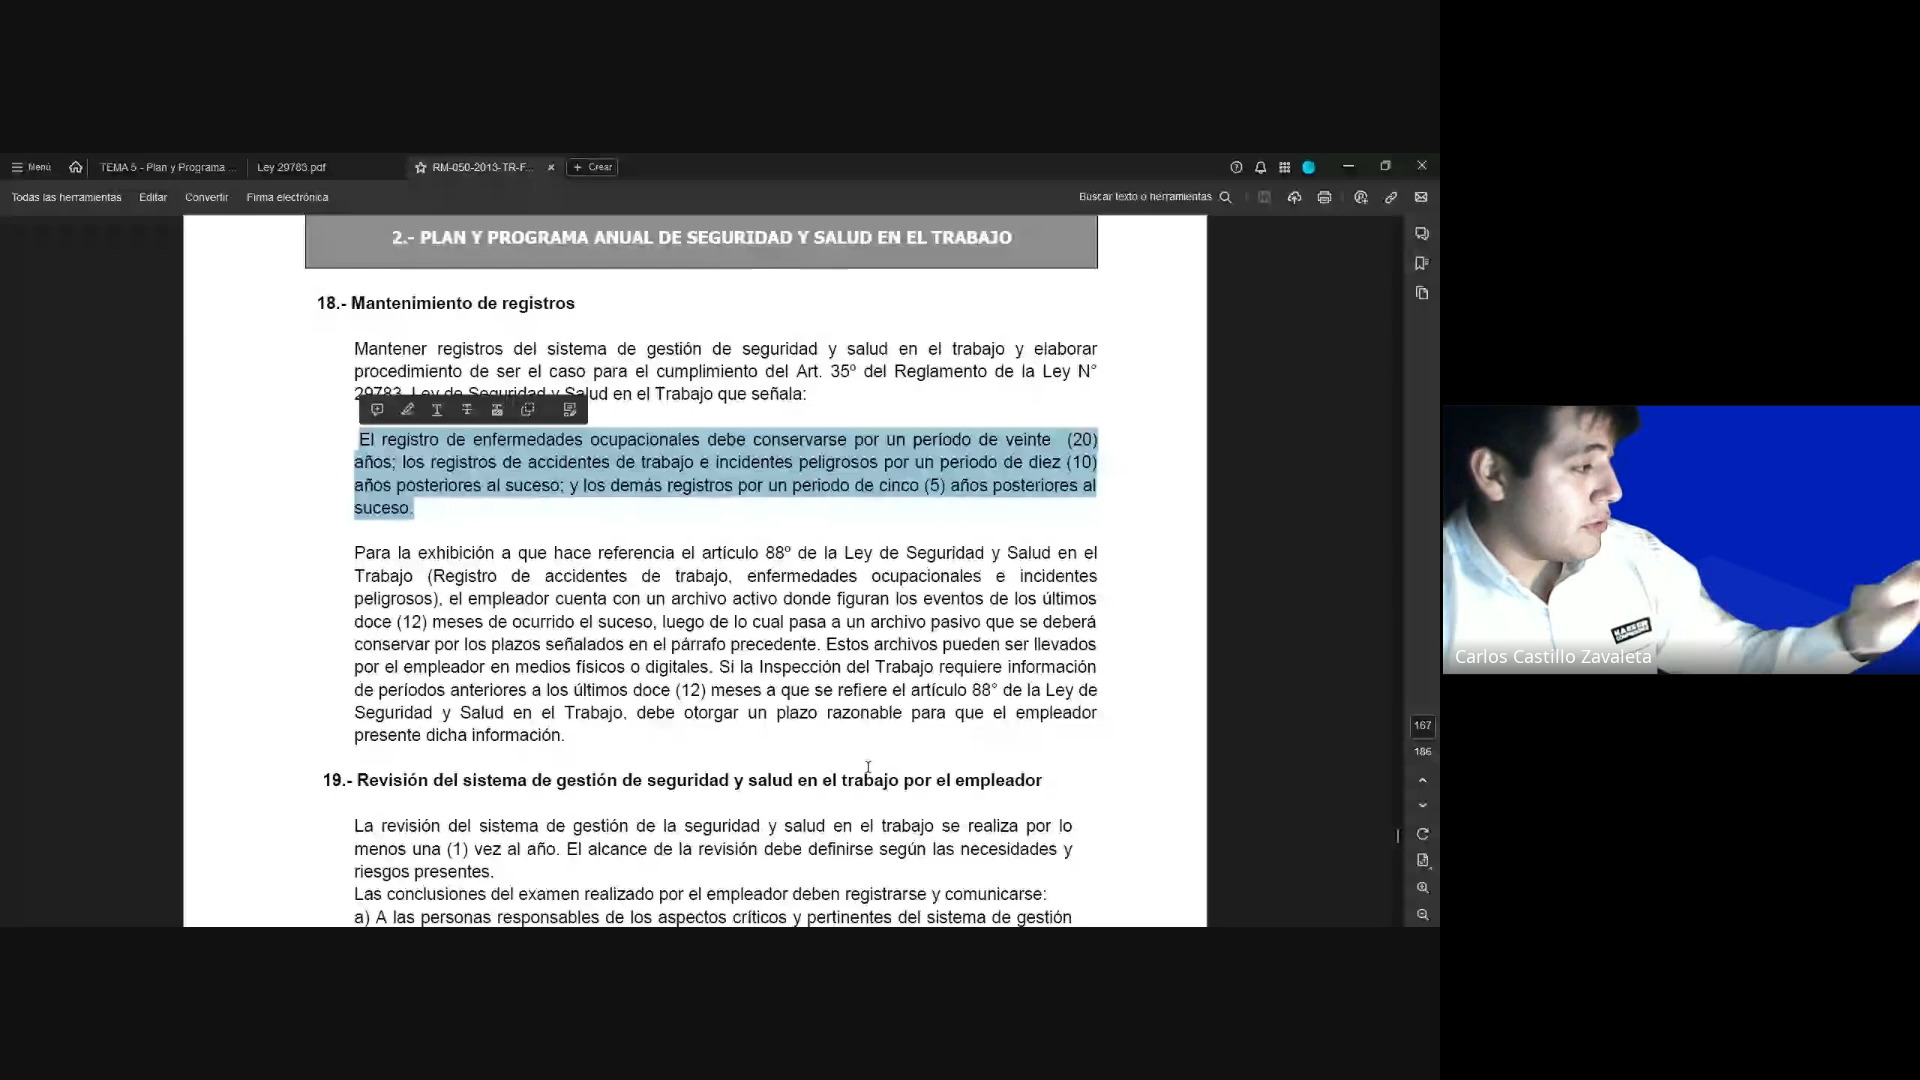 Menú
TEMA 5 - Plan y Programa ...
Ley 29783.pdf
RM-050-2013-TR-F...
+ Crear
Todas las herramientas
Editar
Convertir
Firma electrónica
Buscar texto o herramientas
2.- PLAN Y PROGRAMA ANUAL DE SEGURIDAD Y SALUD EN EL TRABAJO
18.- Mantenimiento de registros
Mantener registros del sistema de gestión de seguridad y salud en el trabajo y elaborar
procedimiento de ser el caso para el cumplimiento del Art. 35º del Reglamento de la Ley N°
29783, Ley de Seguridad y Salud en el Trabajo que señala:
El registro de enfermedades ocupacionales debe conservarse por un período de veinte (20)
años; los registros de accidentes de trabajo e incidentes peligrosos por un periodo de diez (10)
años posteriores al suceso; y los demás registros por un periodo de cinco (5) años posteriores al
suceso.
Para la exhibición a que hace referencia el artículo 88º de la Ley de Seguridad y Salud en el
Trabajo (Registro de accidentes de trabajo, enfermedades ocupacionales e incidentes
peligrosos), el empleador cuenta con un archivo activo donde figuran los eventos de los últimos
doce (12) meses de ocurrido el suceso, luego de lo cual pasa a un archivo pasivo que se deberá
conservar por los plazos señalados en el párrafo precedente. Estos archivos pueden ser llevados
por el empleador en medios físicos o digitales. Si la Inspección del Trabajo requiere información
de períodos anteriores a los últimos doce (12) meses a que se refiere el artículo 88° de la Ley de
Seguridad y Salud en el Trabajo, debe otorgar un plazo razonable para que el empleador
presente dicha información.
19.- Revisión del sistema de gestión de seguridad y salud en el trabajo por el empleador
La revisión del sistema de gestión de la seguridad y salud en el trabajo se realiza por lo
menos una (1) vez al año. El alcance de la revisión debe definirse según las necesidades y
riesgos presentes.
Las conclusiones del examen realizado por el empleador deben registrarse y comunicarse:
a) A las personas responsables de los aspectos críticos y pertinentes del sistema de gestión
167
186
KAESER
Carlos Castillo Zavaleta